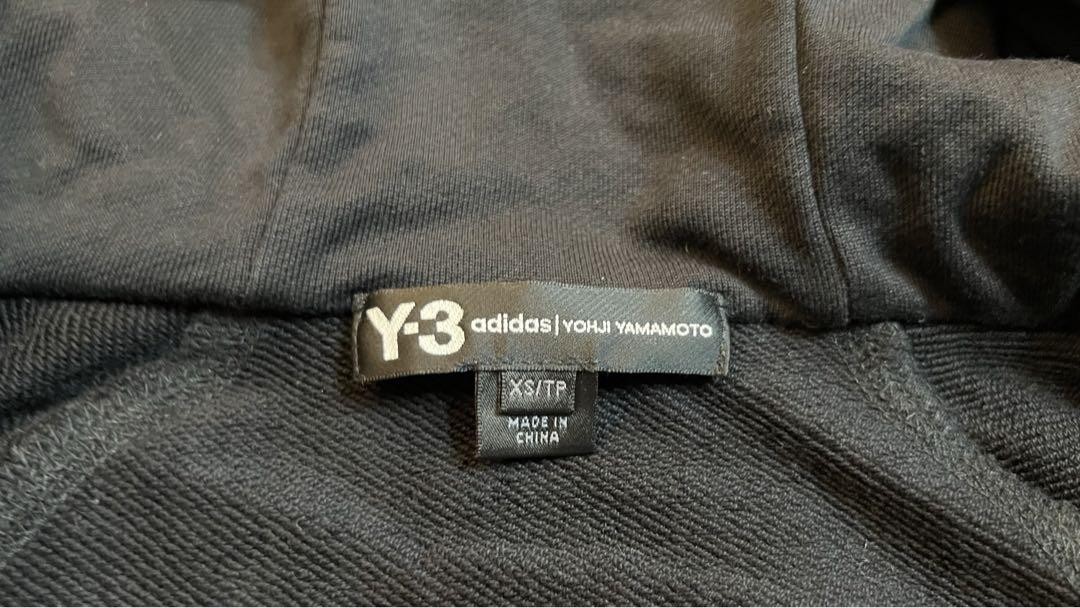 Y-3 adidas | YOHJI YAMAMOTO
XS/TP
MADE IN
CHINA